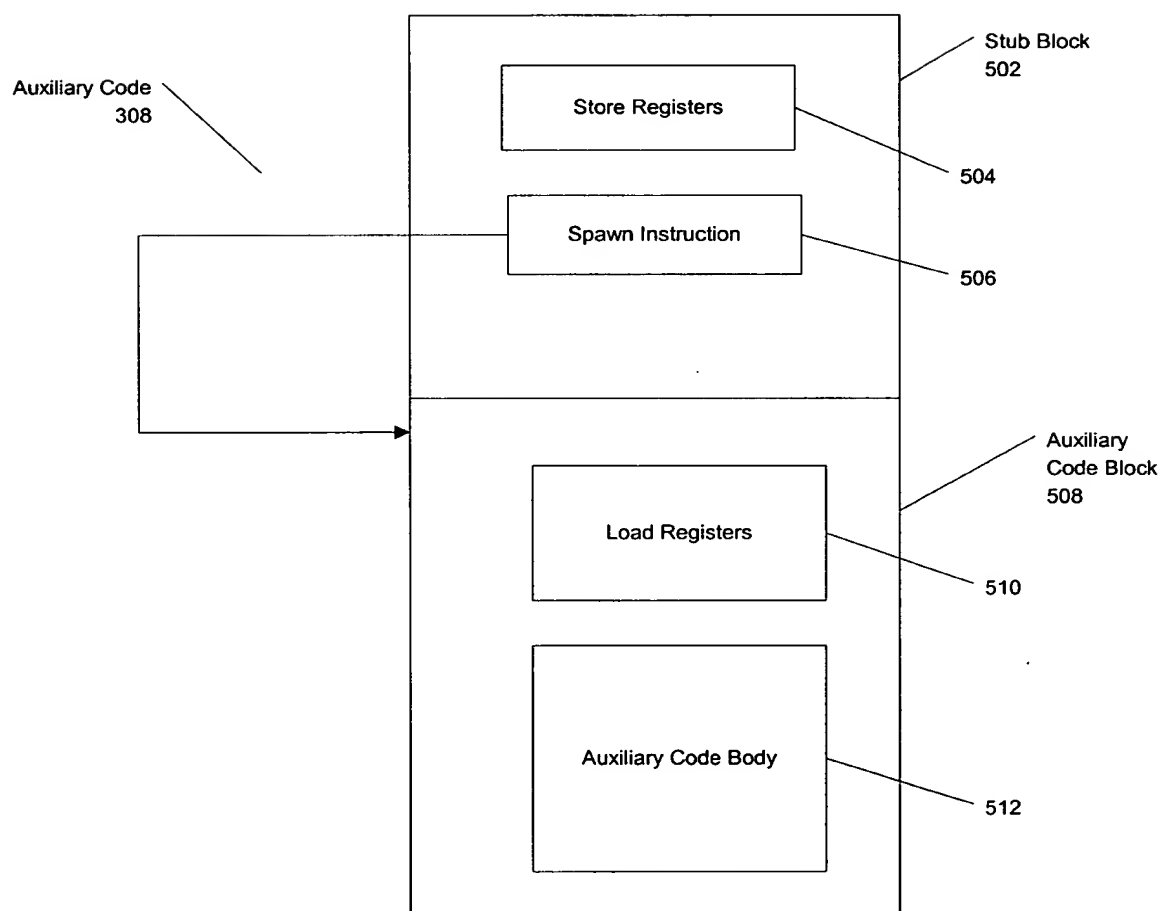 Stub Block
502
Auxiliary Code
308
Store Registers
504
Spawn Instruction
506
Auxiliary
Code Block
508
Load Registers
510
Auxiliary Code Body
512